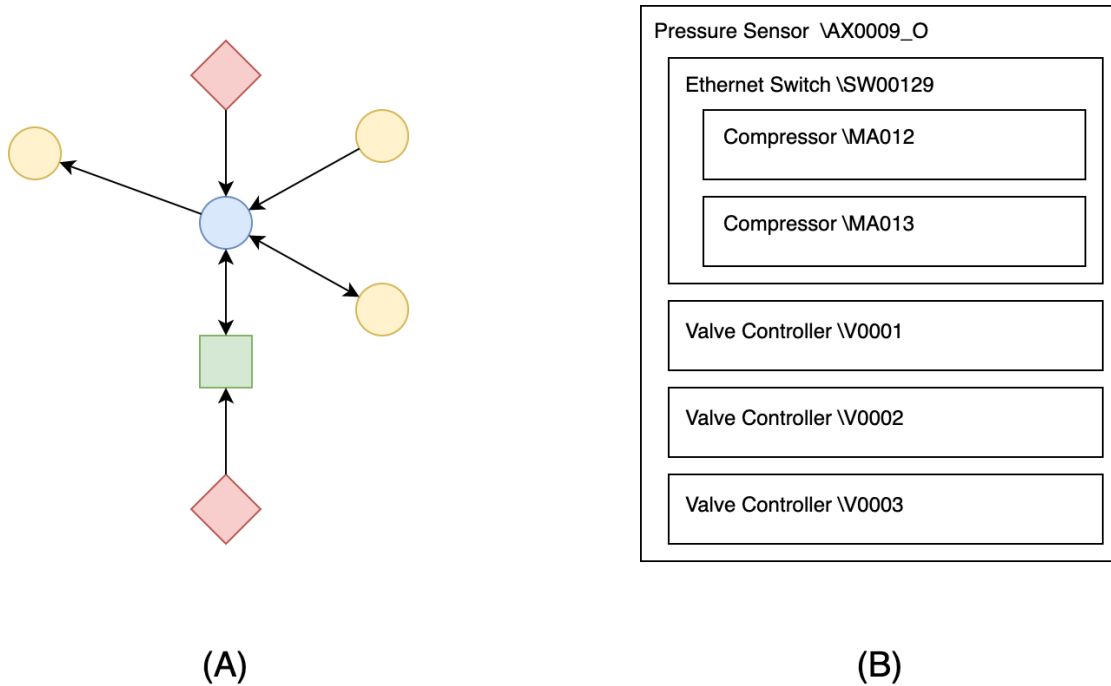 Pressure Sensor \AX0009_O
Ethernet Switch \SW00129
Compressor \MA012
Compressor \MA013
Valve Controller \V0001
Valve Controller \V0002
Valve Controller \V0003
(A)
(B)